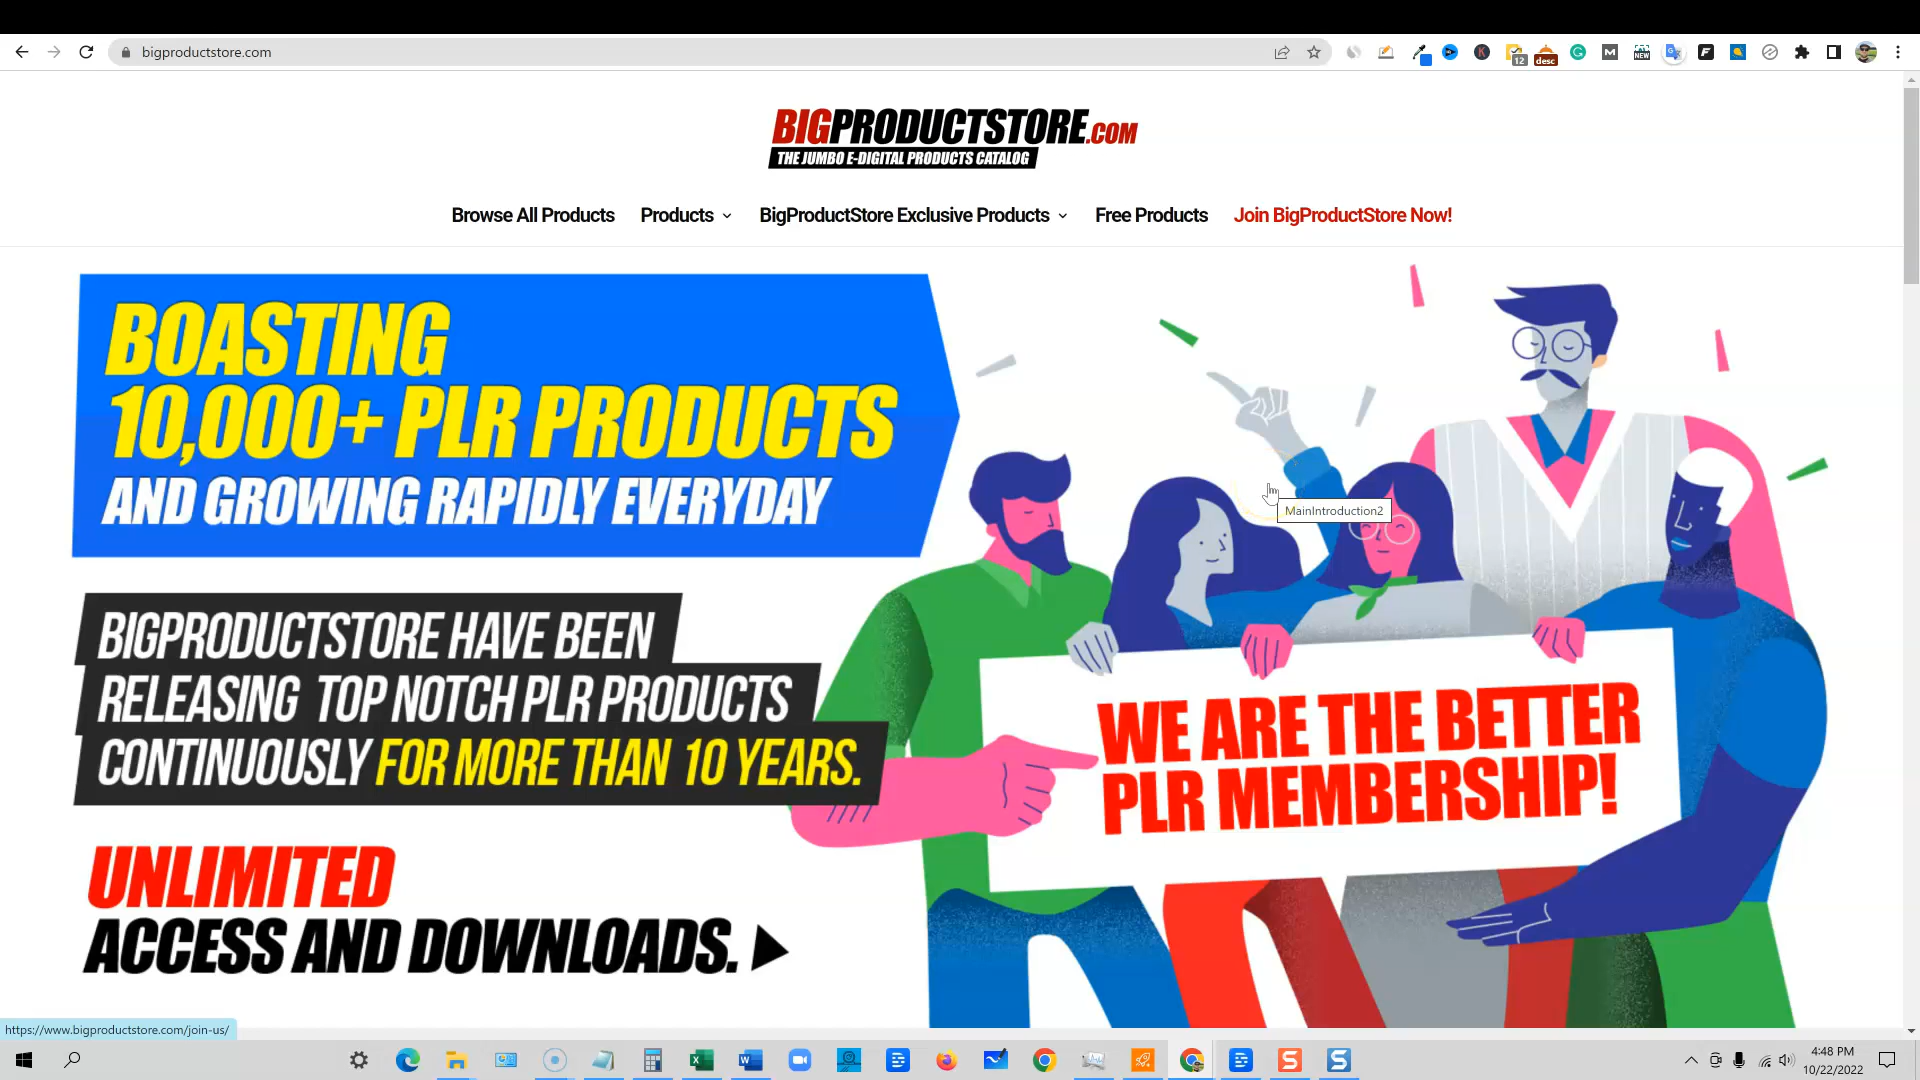 bigproductstore.com
12
desc
NEW
BIGPRODUCTSTORE.COM
THE JUMBO E-DIGITAL PRODUCTS CATALOG
Browse All Products
Products
BigProductStore Exclusive Products
Free Products
Join BigProductStore Now!
BOASTING
10,000+ PLR PRODUCTS
AND GROWING RAPIDLY EVERYDAY
MainIntroduction2
BIGPRODUCTSTORE HAVE BEEN
RELEASING TOP NOTCH PLR PRODUCTS
CONTINUOUSLY FOR MORE THAN 10 YEARS.
WE ARE THE BETTER
PLR MEMBERSHIP!
UNLIMITED
ACCESS AND DOWNLOADS.
https://www.bigproductstore.com/join-us/
4:48 PM
10/22/2022